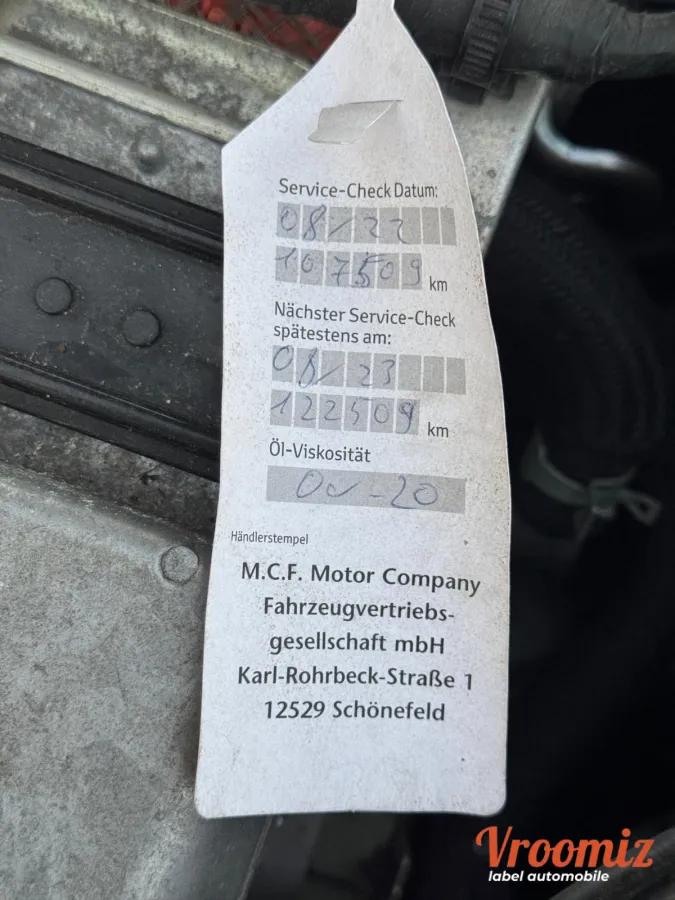 Service-Check Datum:
08/22
107509 km
Nächster Service-Check
spätestens am:
08/23
122509 km
Öl-Viskosität
0W-20
Händlerstempel
M.C.F. Motor Company
Fahrzeugvertriebs-
gesellschaft mbH
Karl-Rohrbeck-Straße 1
12529 Schönefeld
Vroomiz
label automobile